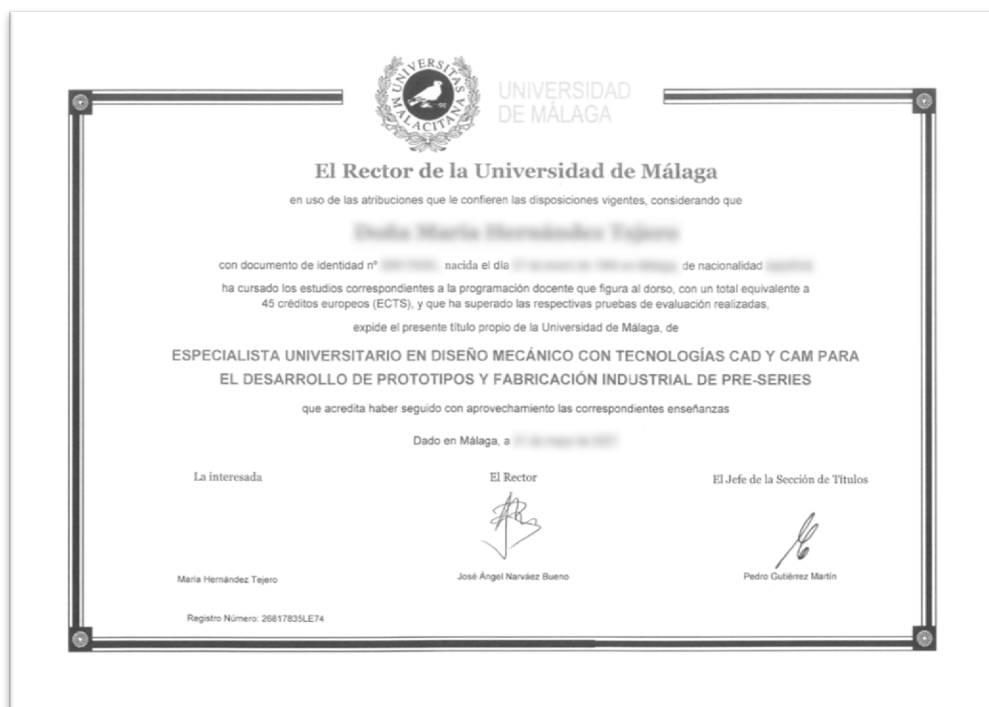 UNIVERSITAS MALACITANA
UNIVERSIDAD
DE MÁLAGA
El Rector de la Universidad de Málaga
en uso de las atribuciones que le confieren las disposiciones vigentes, considerando que
con documento de identidad nº nacida el día de nacionalidad
ha cursado los estudios correspondientes a la programación docente que figura al dorso, con un total equivalente a
45 créditos europeos (ECTS), y que ha superado las respectivas pruebas de evaluación realizadas,
expide el presente título propio de la Universidad de Málaga, de
ESPECIALISTA UNIVERSITARIO EN DISEÑO MECÁNICO CON TECNOLOGÍAS CAD Y CAM PARA
EL DESARROLLO DE PROTOTIPOS Y FABRICACIÓN INDUSTRIAL DE PRE-SERIES
que acredita haber seguido con aprovechamiento las correspondientes enseñanzas
Dado en Málaga, a
La interesada El Rector El Jefe de la Sección de Títulos
María Hernández Tejero José Ángel Narváez Bueno Pedro Gutiérrez Martín
Registro Número: 26817835LE74